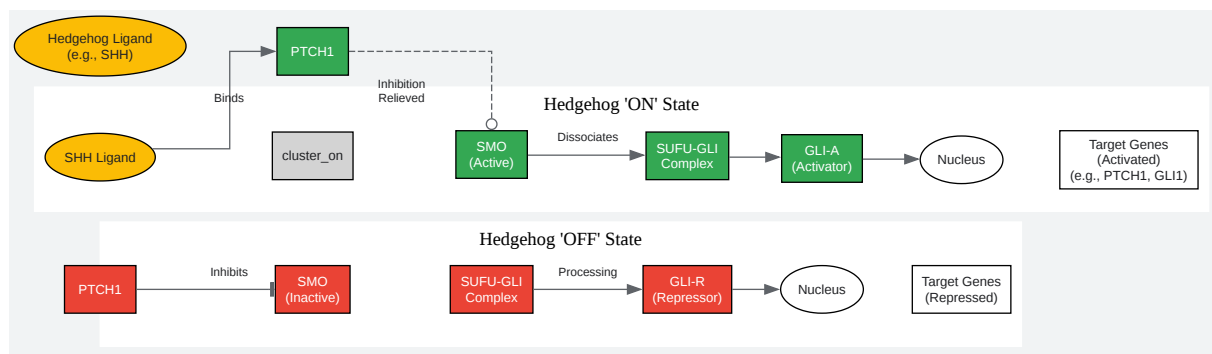 Hedgehog Ligand
(e.g., SHH)
PTCH1
Inhibition
Relieved
Binds
Hedgehog 'ON' State
SHH Ligand
cluster_on
SMO
(Active)
Dissociates
SUFU-GLI
Complex
GLI-A
(Activator)
Nucleus
Target Genes
(Activated)
(e.g., PTCH1, GLI1)
Hedgehog 'OFF' State
PTCH1
Inhibits
SMO
(Inactive)
SUFU-GLI
Complex
Processing
GLI-R
(Repressor)
Nucleus
Target Genes
(Repressed)